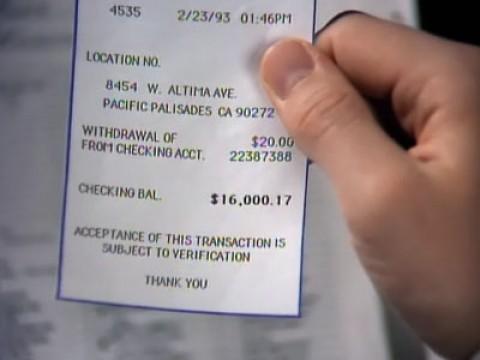 4535 2/23/93 01:46PM
LOCATION NO.
8454 W. ALTIMA AVE.
PACIFIC PALISADES CA 90272
WITHDRAWAL OF $20.00
FROM CHECKING ACCT. 22387388
CHECKING BAL. $16,000.17
ACCEPTANCE OF THIS TRANSACTION IS
SUBJECT TO VERIFICATION
THANK YOU